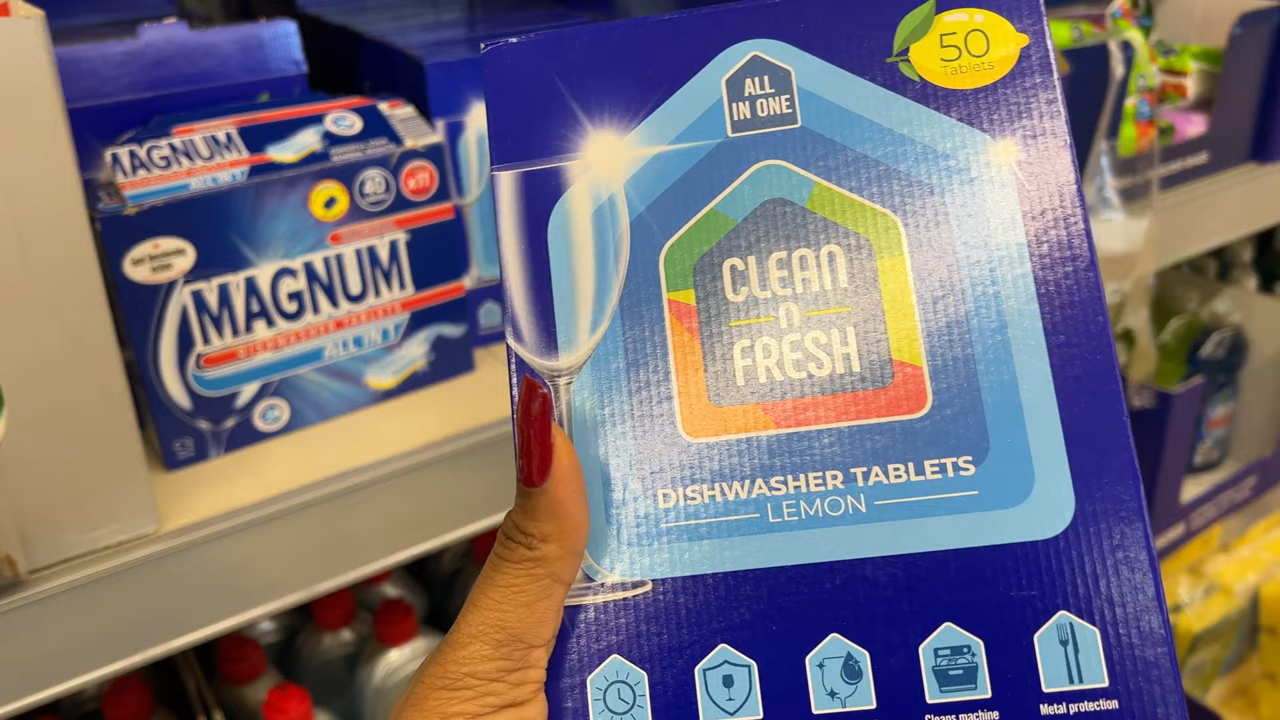 MAGNUM
ALL IN 1
40
x11
MAGNUM
DISHWASHER TABLETS
ALL IN 1
50
Tablets
ALL
IN ONE
CLEAN
n
FRESH
DISHWASHER TABLETS
LEMON
Cleans machine
Metal protection